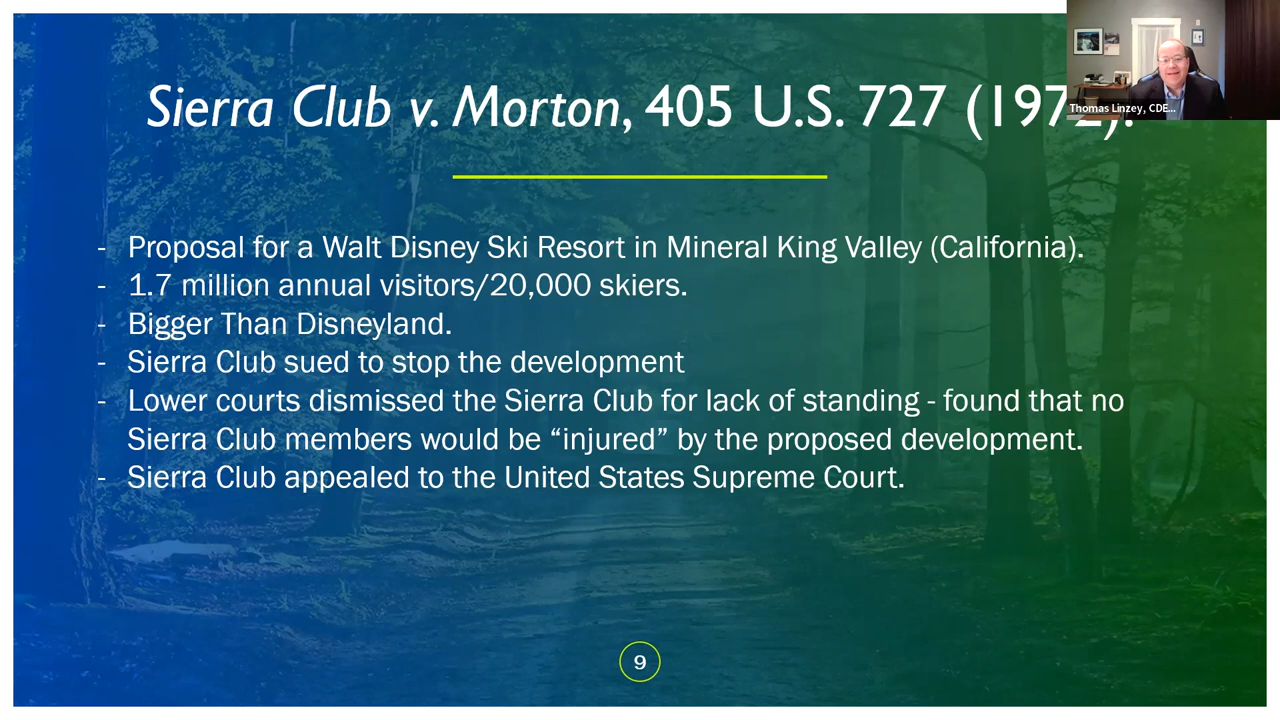 Sierra Club v. Morton, 405 U.S. 727 (1972).
Thomas Linzey, CDE...
- Proposal for a Walt Disney Ski Resort in Mineral King Valley (California).
- 1.7 million annual visitors/20,000 skiers.
- Bigger Than Disneyland.
- Sierra Club sued to stop the development
- Lower courts dismissed the Sierra Club for lack of standing - found that no
Sierra Club members would be “injured” by the proposed development.
- Sierra Club appealed to the United States Supreme Court.
9